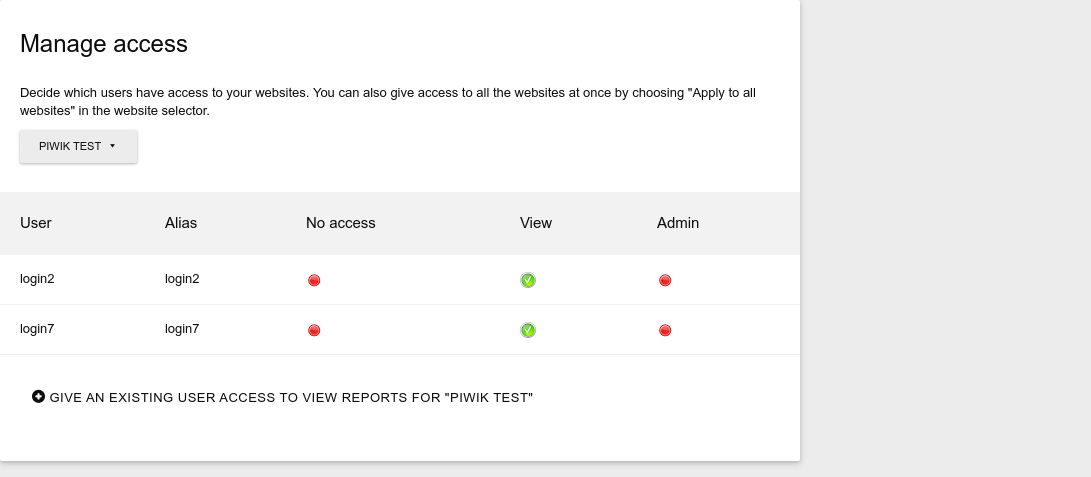 Manage access
Decide which users have access to your websites. You can also give access to all the websites at once by choosing "Apply to all
websites" in the website selector.
PIWIK TEST
User Alias No access View Admin
login2 login2
login7 login7
GIVE AN EXISTING USER ACCESS TO VIEW REPORTS FOR "PIWIK TEST"